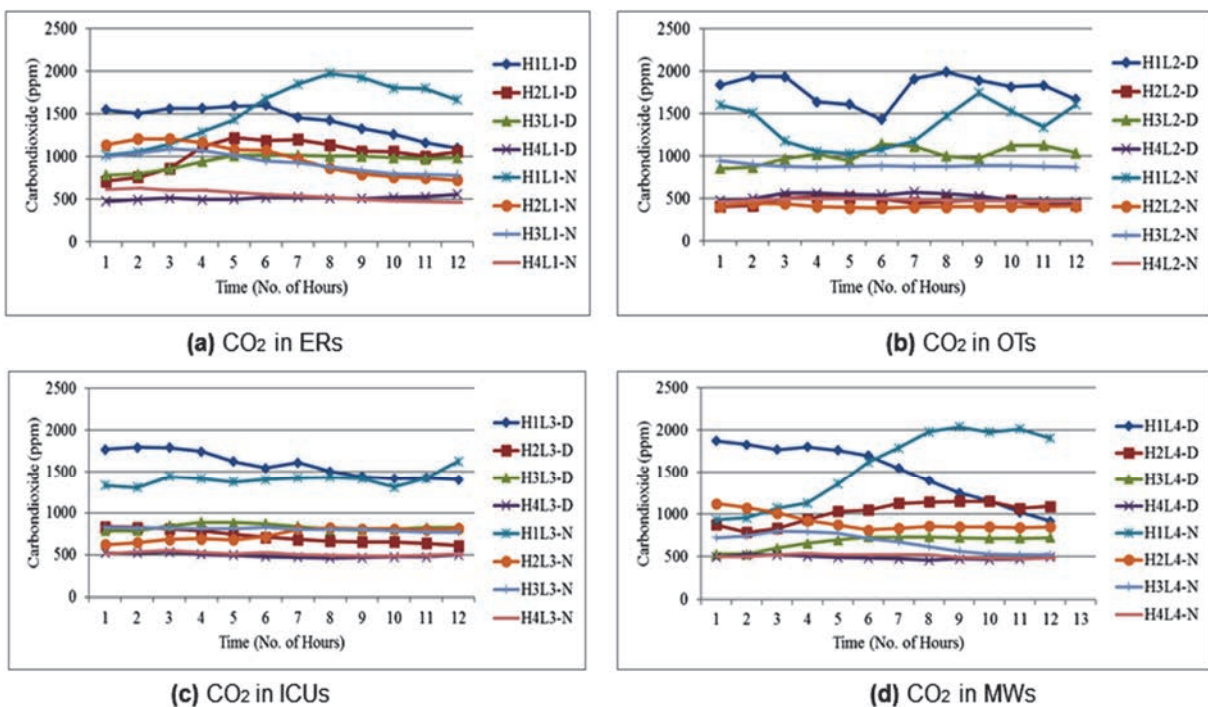 2500
2000
1500
1000
500
0
Carbondioxide (ppm)
1 2 3 4 5 6 7 8 9 10 11 12
Time (No. of Hours)
H1L1-D
H2L1-D
H3L1-D
H4L1-D
H1L1-N
H2L1-N
H3L1-N
H4L1-N
(a) CO₂ in ERs
2500
2000
1500
1000
500
0
Carbondioxide (ppm)
1 2 3 4 5 6 7 8 9 10 11 12
Time (No. of Hours)
H1L2-D
H2L2-D
H3L2-D
H4L2-D
H1L2-N
H2L2-N
H3L2-N
H4L2-N
(b) CO₂ in OTs
2500
2000
1500
1000
500
0
Carbondioxide (ppm)
1 2 3 4 5 6 7 8 9 10 11 12
Time (No. of Hours)
H1L3-D
H2L3-D
H3L3-D
H4L3-D
H1L3-N
H2L3-N
H3L3-N
H4L3-N
(c) CO₂ in ICUs
2500
2000
1500
1000
500
0
Carbondioxide (ppm)
1 2 3 4 5 6 7 8 9 10 11 12 13
Time (No. of Hours)
H1L4-D
H2L4-D
H3L4-D
H4L4-D
H1L4-N
H2L4-N
H3L4-N
H4L4-N
(d) CO₂ in MWs